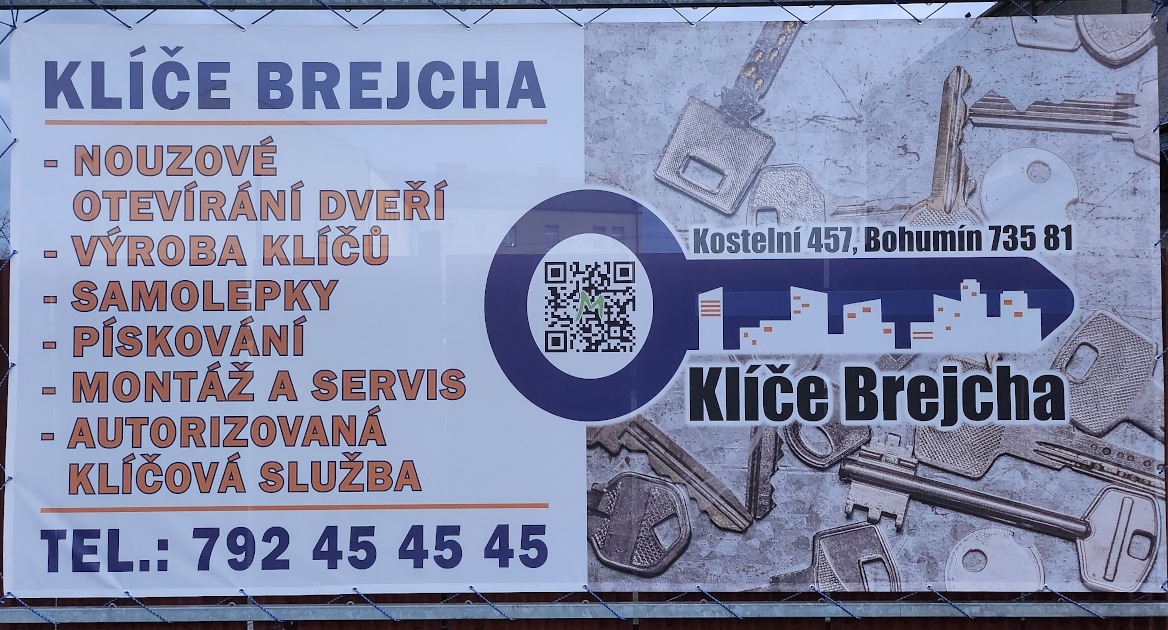 KLÍČE BREJCHA
- NOUZOVÉ
OTEVÍRÁNÍ DVEŘÍ
- VÝROBA KLÍČŮ
- SAMOLEPKY
- PÍSKOVÁNÍ
- MONTÁŽ A SERVIS
- AUTORIZOVANÁ
KLÍČOVÁ SLUŽBA
TEL.: 792 45 45 45
Kostelní 457, Bohumín 735 81
M
Klíče Brejcha